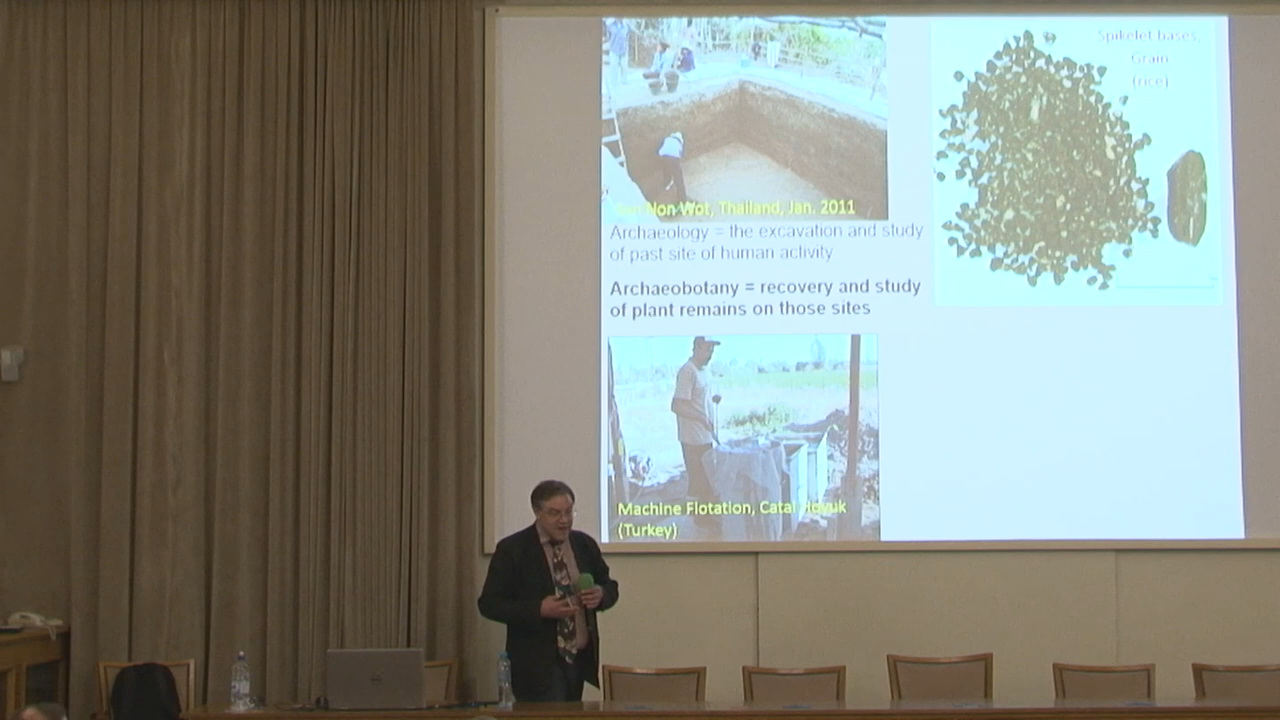 Non Wot, Thailand, Jan. 2011
Archaeology = the excavation and study
of past site of human activity
Archaeobotany = recovery and study
of plant remains on those sites
Machine Flotation, Catal
(Turkey)
Spikelet bases,
Grain
(rice)